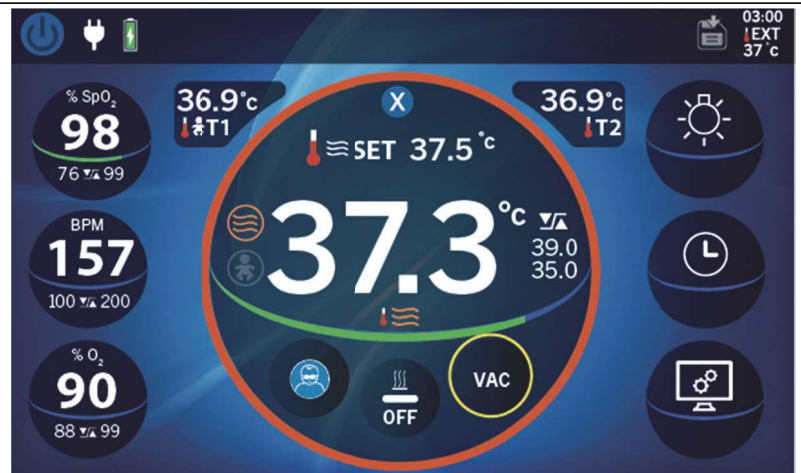 03:00
EXT
37 °c
% SpO₂
98
76 99
36.9°c
T1
X
36.9°c
T2
SET 37.5 °c
37.3 °c
39.0
35.0
BPM
157
100 200
% O₂
90
88 99
OFF
VAC